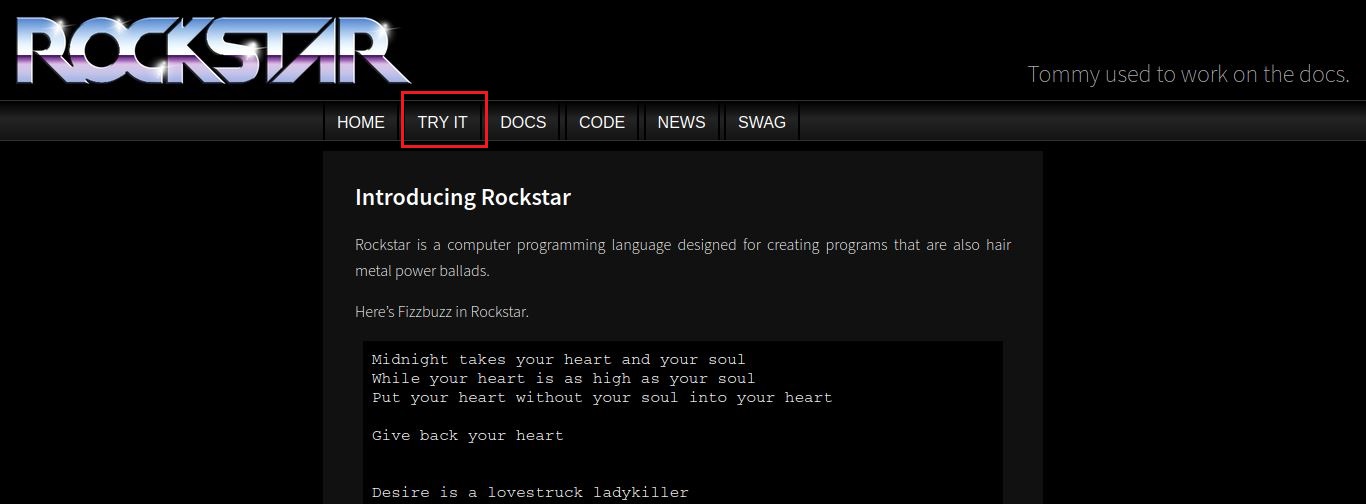 ROCKSTAR
Tommy used to work on the docs.
HOME TRY IT DOCS CODE NEWS SWAG
Introducing Rockstar
Rockstar is a computer programming language designed for creating programs that are also hair
metal power ballads.
Here's Fizzbuzz in Rockstar.
Midnight takes your heart and your soul
While your heart is as high as your soul
Put your heart without your soul into your heart
Give back your heart
Desire is a lovestruck ladykiller